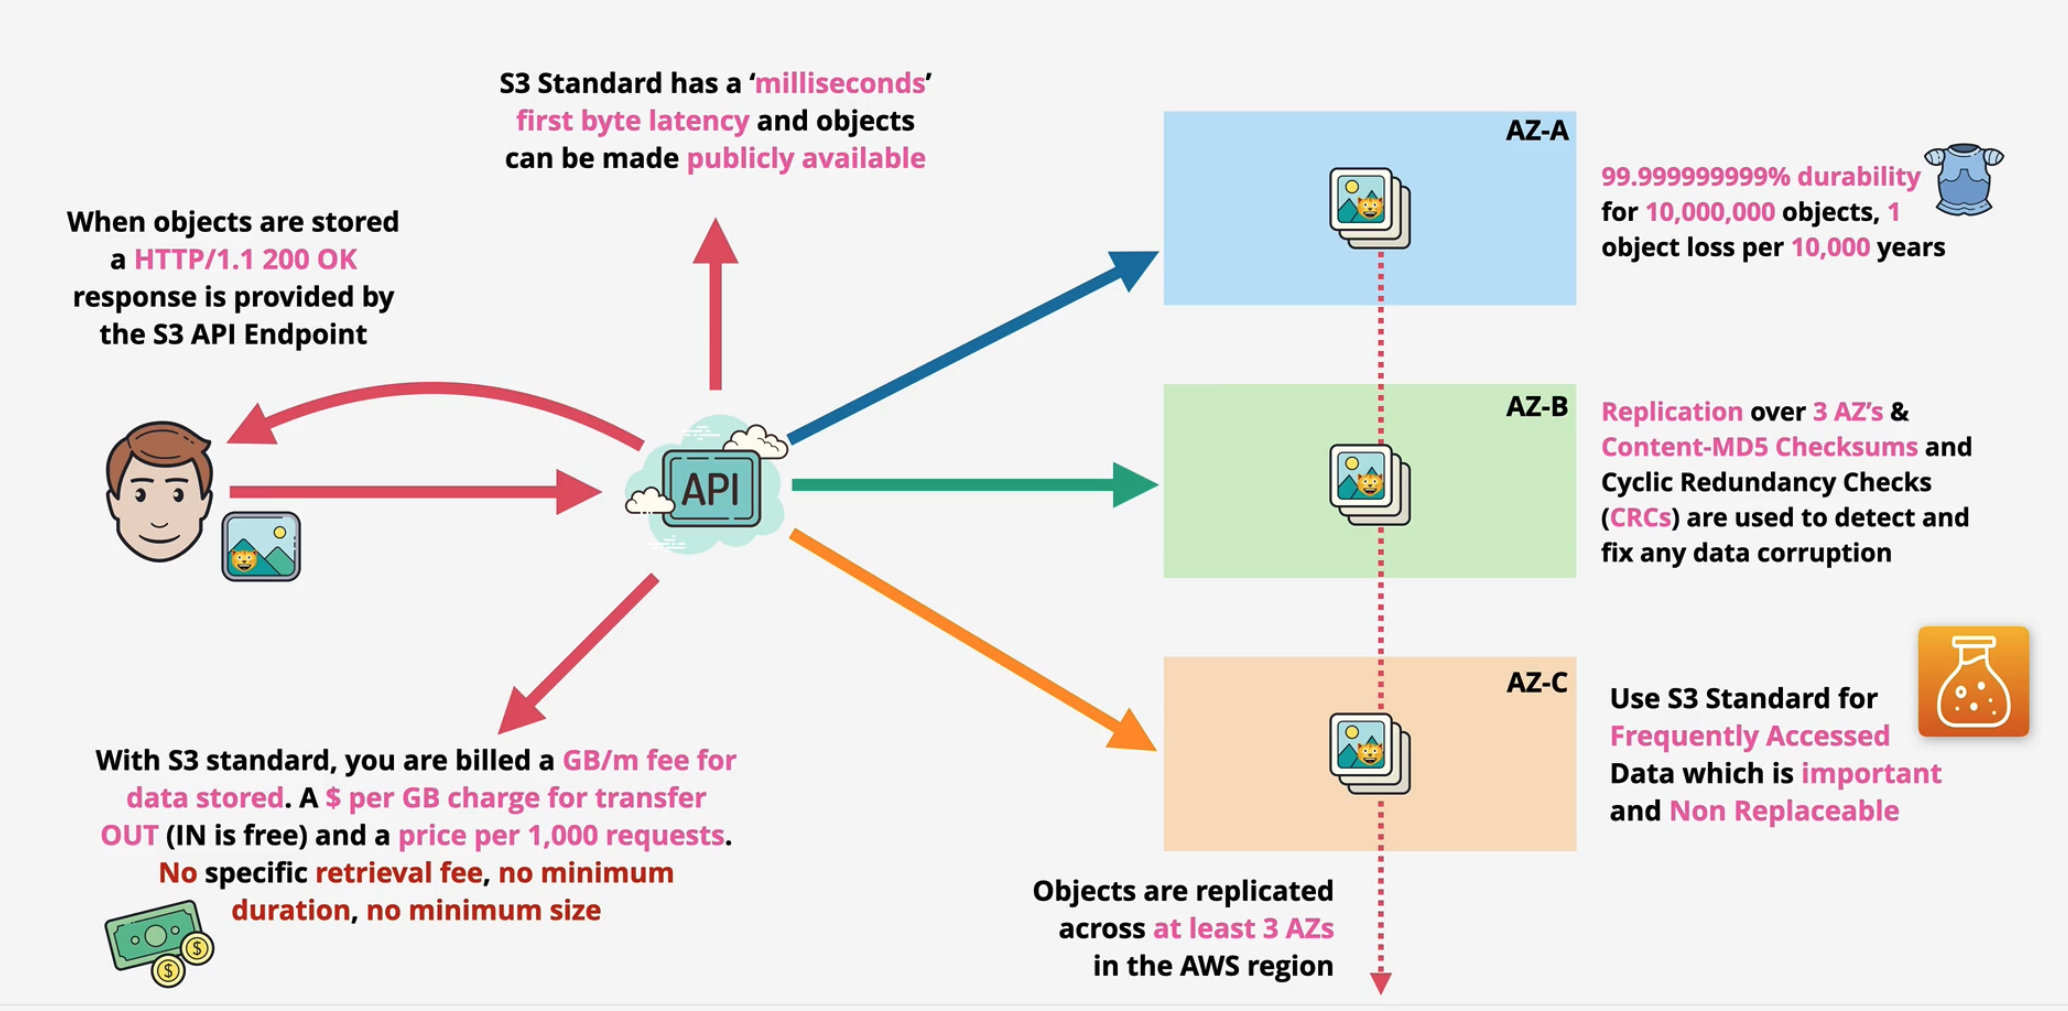 S3 Standard has a ‘milliseconds’
first byte latency and objects
can be made publicly available
When objects are stored
a HTTP/1.1 200 OK
response is provided by
the S3 API Endpoint
API
With S3 standard, you are billed a GB/m fee for
data stored. A $ per GB charge for transfer
OUT (IN is free) and a price per 1,000 requests.
No specific retrieval fee, no minimum
duration, no minimum size
$
$
AZ-A
99.999999999% durability
for 10,000,000 objects, 1
object loss per 10,000 years
AZ-B
Replication over 3 AZ’s &
Content-MD5 Checksums and
Cyclic Redundancy Checks
(CRCs) are used to detect and
fix any data corruption
AZ-C
Use S3 Standard for
Frequently Accessed
Data which is important
and Non Replaceable
Objects are replicated
across at least 3 AZs
in the AWS region